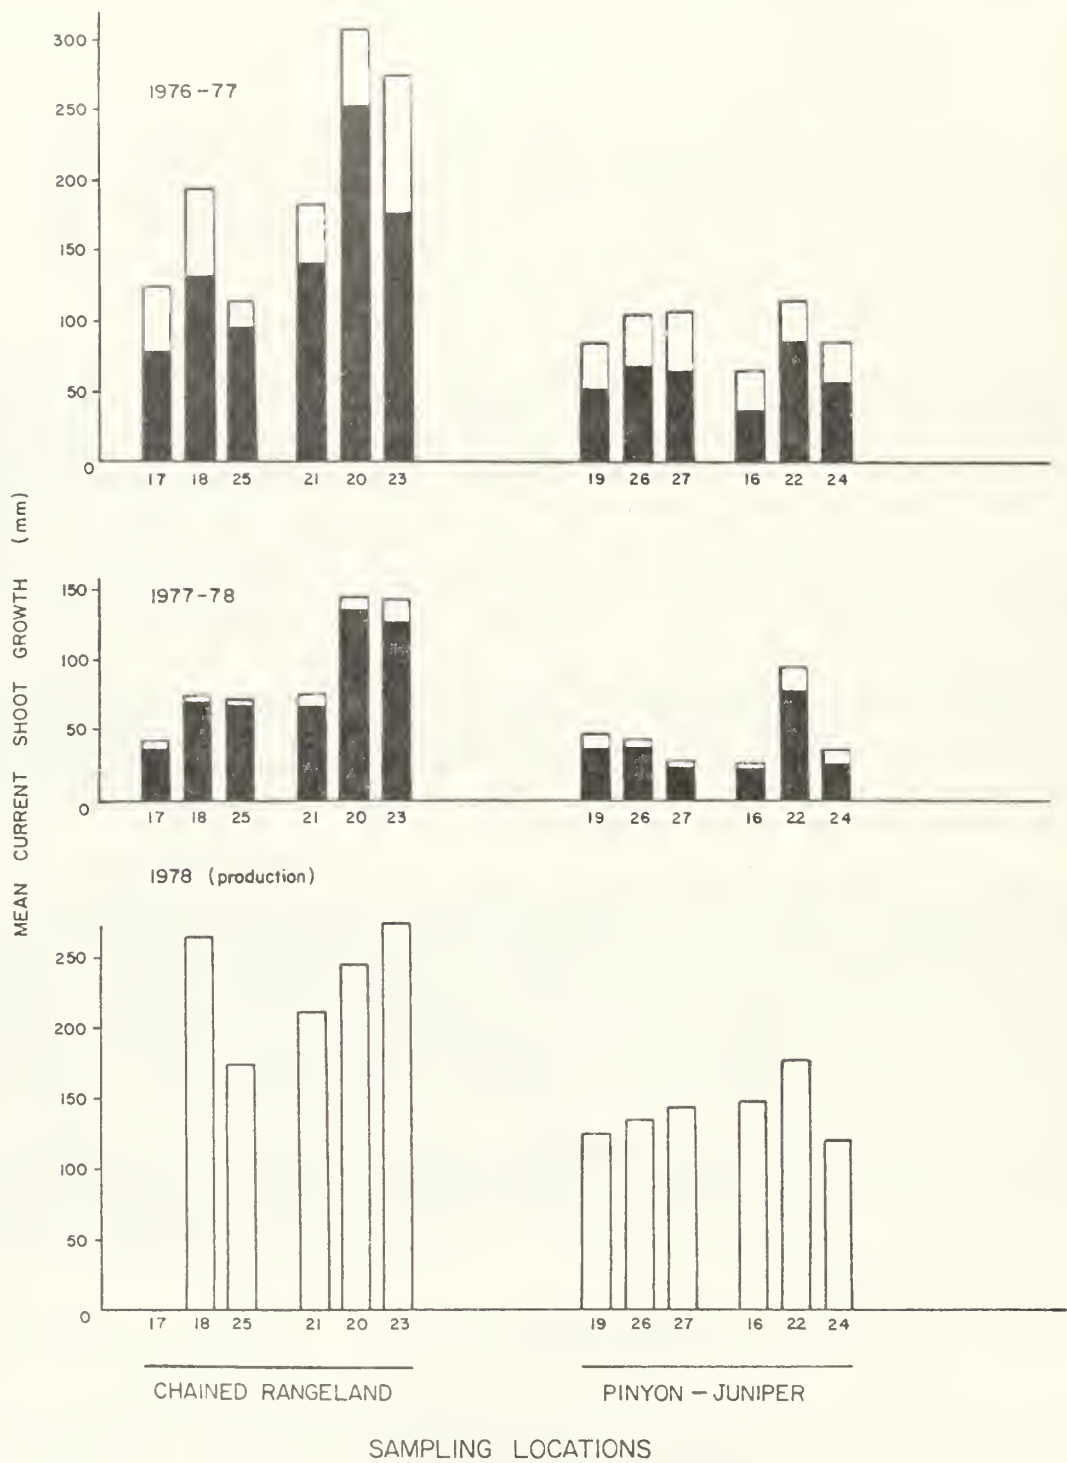 MEAN CURRENT SHOOT GROWTH (mm)
1976-77
300
250
200
150
100
50
0
17 18 25 21 20 23 19 26 27 16 22 24
1977-78
150
100
50
0
17 18 25 21 20 23 19 26 27 16 22 24
1978 (production)
250
200
150
100
50
0
17 18 25 21 20 23 19 26 27 16 22 24
CHAINED RANGELAND PINYON - JUNIPER
SAMPLING LOCATIONS